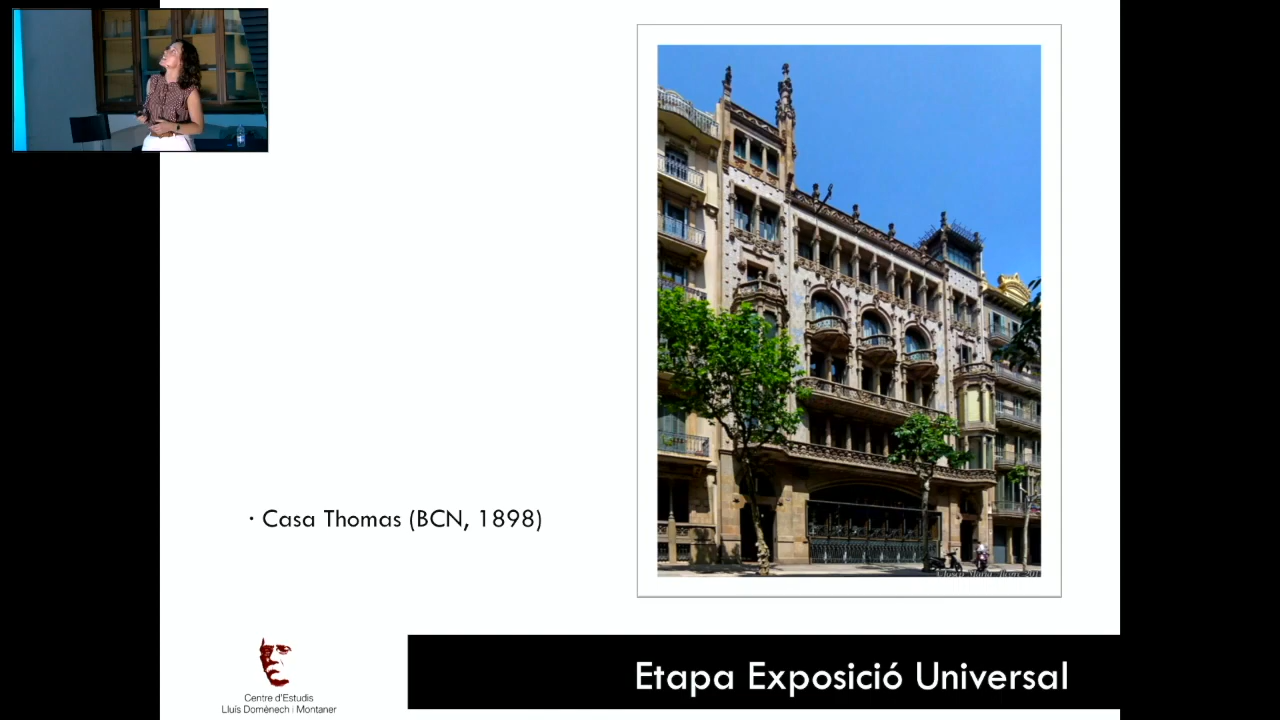 · Casa Thomas (BCN, 1898)
Centre d'Estudis
Lluís Domènech i Montaner
Etapa Exposició Universal